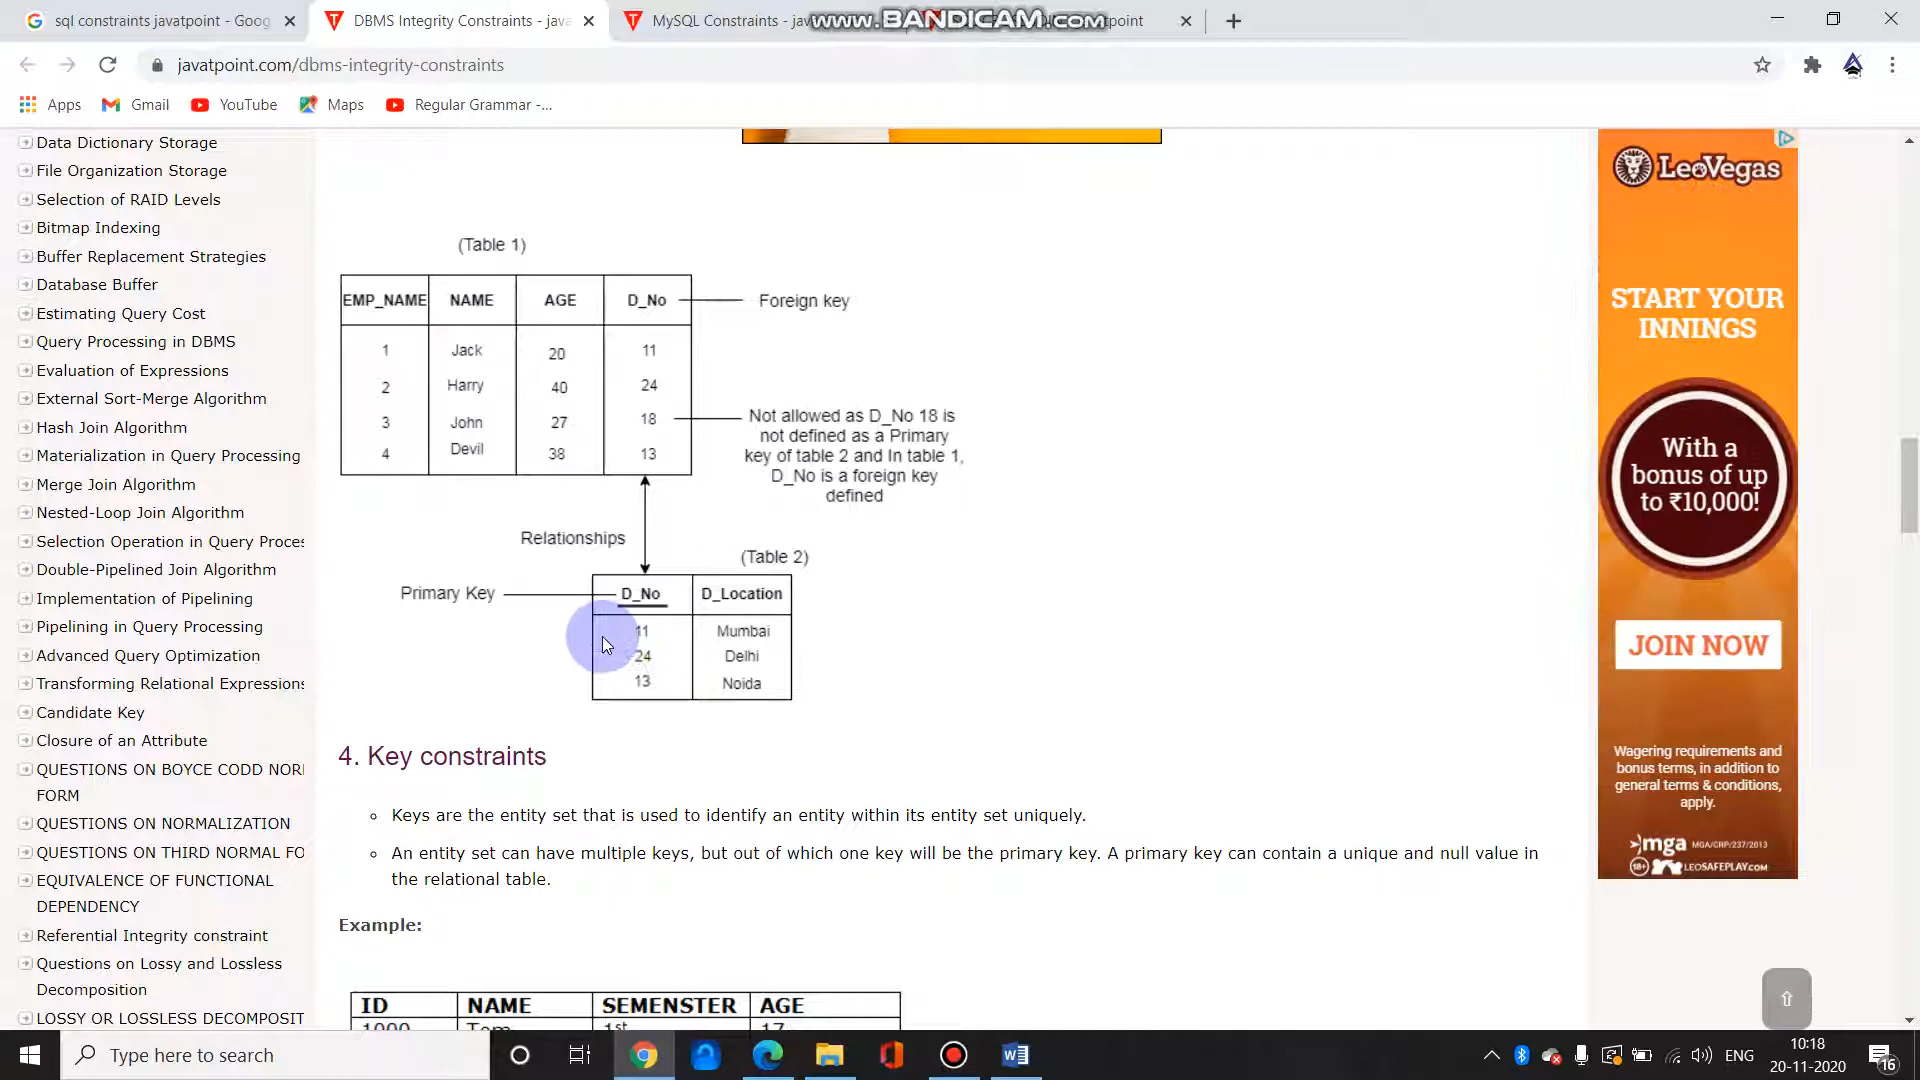 sql constraints javatpoint - Goog
DBMS Integrity Constraints - java
MySQL Constraints - jav
www.BANDICAM.com
point
javatpoint.com/dbms-integrity-constraints
Apps
Gmail
YouTube
Maps
Regular Grammar -...
Data Dictionary Storage
File Organization Storage
Selection of RAID Levels
Bitmap Indexing
Buffer Replacement Strategies
Database Buffer
Estimating Query Cost
Query Processing in DBMS
Evaluation of Expressions
External Sort-Merge Algorithm
Hash Join Algorithm
Materialization in Query Processing
Merge Join Algorithm
Nested-Loop Join Algorithm
Selection Operation in Query Proces
Double-Pipelined Join Algorithm
Implementation of Pipelining
Pipelining in Query Processing
Advanced Query Optimization
Transforming Relational Expressions
Candidate Key
Closure of an Attribute
QUESTIONS ON BOYCE CODD NOR
FORM
QUESTIONS ON NORMALIZATION
QUESTIONS ON THIRD NORMAL FO
EQUIVALENCE OF FUNCTIONAL
DEPENDENCY
Referential Integrity constraint
Questions on Lossy and Lossless
Decomposition
LOSSY OR LOSSLESS DECOMPOSIT
(Table 1)
EMP_NAME NAME AGE D_No
Foreign key
1 Jack 20 11
2 Harry 40 24
3 John 27 18
4 Devil 38 13
Not allowed as D_No 18 is
not defined as a Primary
key of table 2 and In table 1,
D_No is a foreign key
defined
Relationships
(Table 2)
Primary Key
D_No D_Location
11 Mumbai
24 Delhi
13 Noida
4. Key constraints
Keys are the entity set that is used to identify an entity within its entity set uniquely.
An entity set can have multiple keys, but out of which one key will be the primary key. A primary key can contain a unique and null value in
the relational table.
Example:
ID NAME SEMENSTER AGE
1000 Tom 1st 17
LeoVegas
START YOUR
INNINGS
With a
bonus of up
to ₹10,000!
JOIN NOW
Wagering requirements and
bonus terms, in addition to
general terms & conditions,
apply.
mga MGA/CRP/237/2013
18+ LEOSAFEPLAY.COM
Type here to search
ENG
10:18
20-11-2020
16